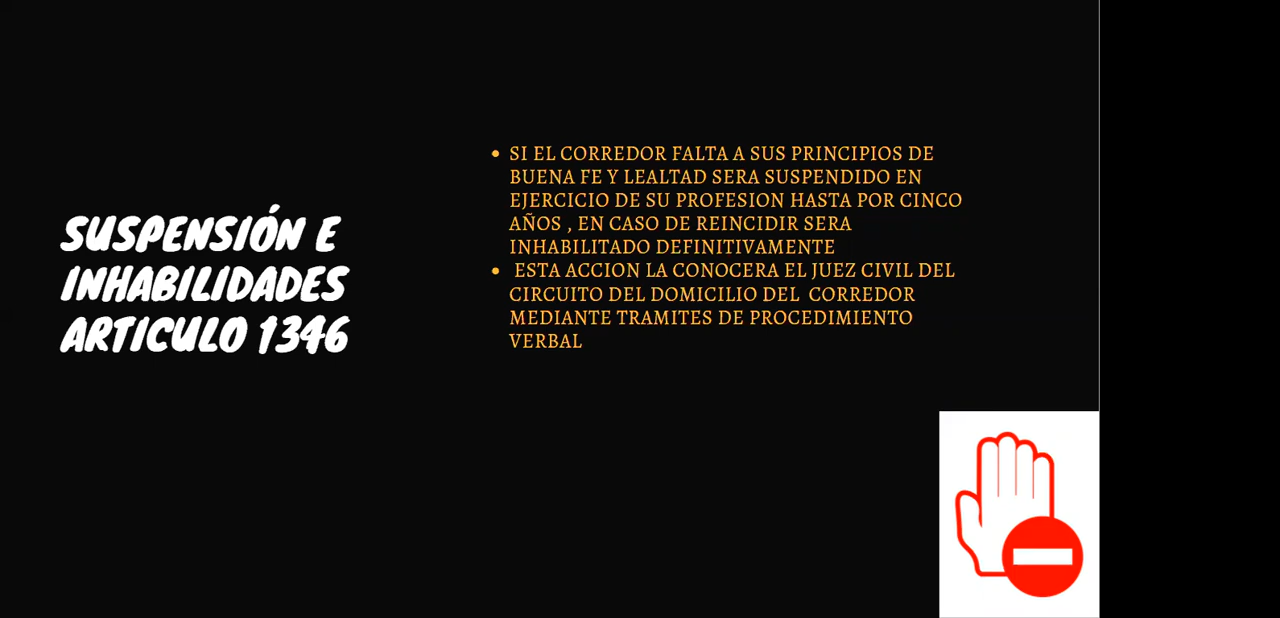 SUSPENSIÓN E
INHABILIDADES
ARTICULO 1346
• SI EL CORREDOR FALTA A SUS PRINCIPIOS DE
BUENA FE Y LEALTAD SERA SUSPENDIDO EN
EJERCICIO DE SU PROFESION HASTA POR CINCO
AÑOS , EN CASO DE REINCIDIR SERA
INHABILITADO DEFINITIVAMENTE
• ESTA ACCION LA CONOCERA EL JUEZ CIVIL DEL
CIRCUITO DEL DOMICILIO DEL CORREDOR
MEDIANTE TRAMITES DE PROCEDIMIENTO
VERBAL